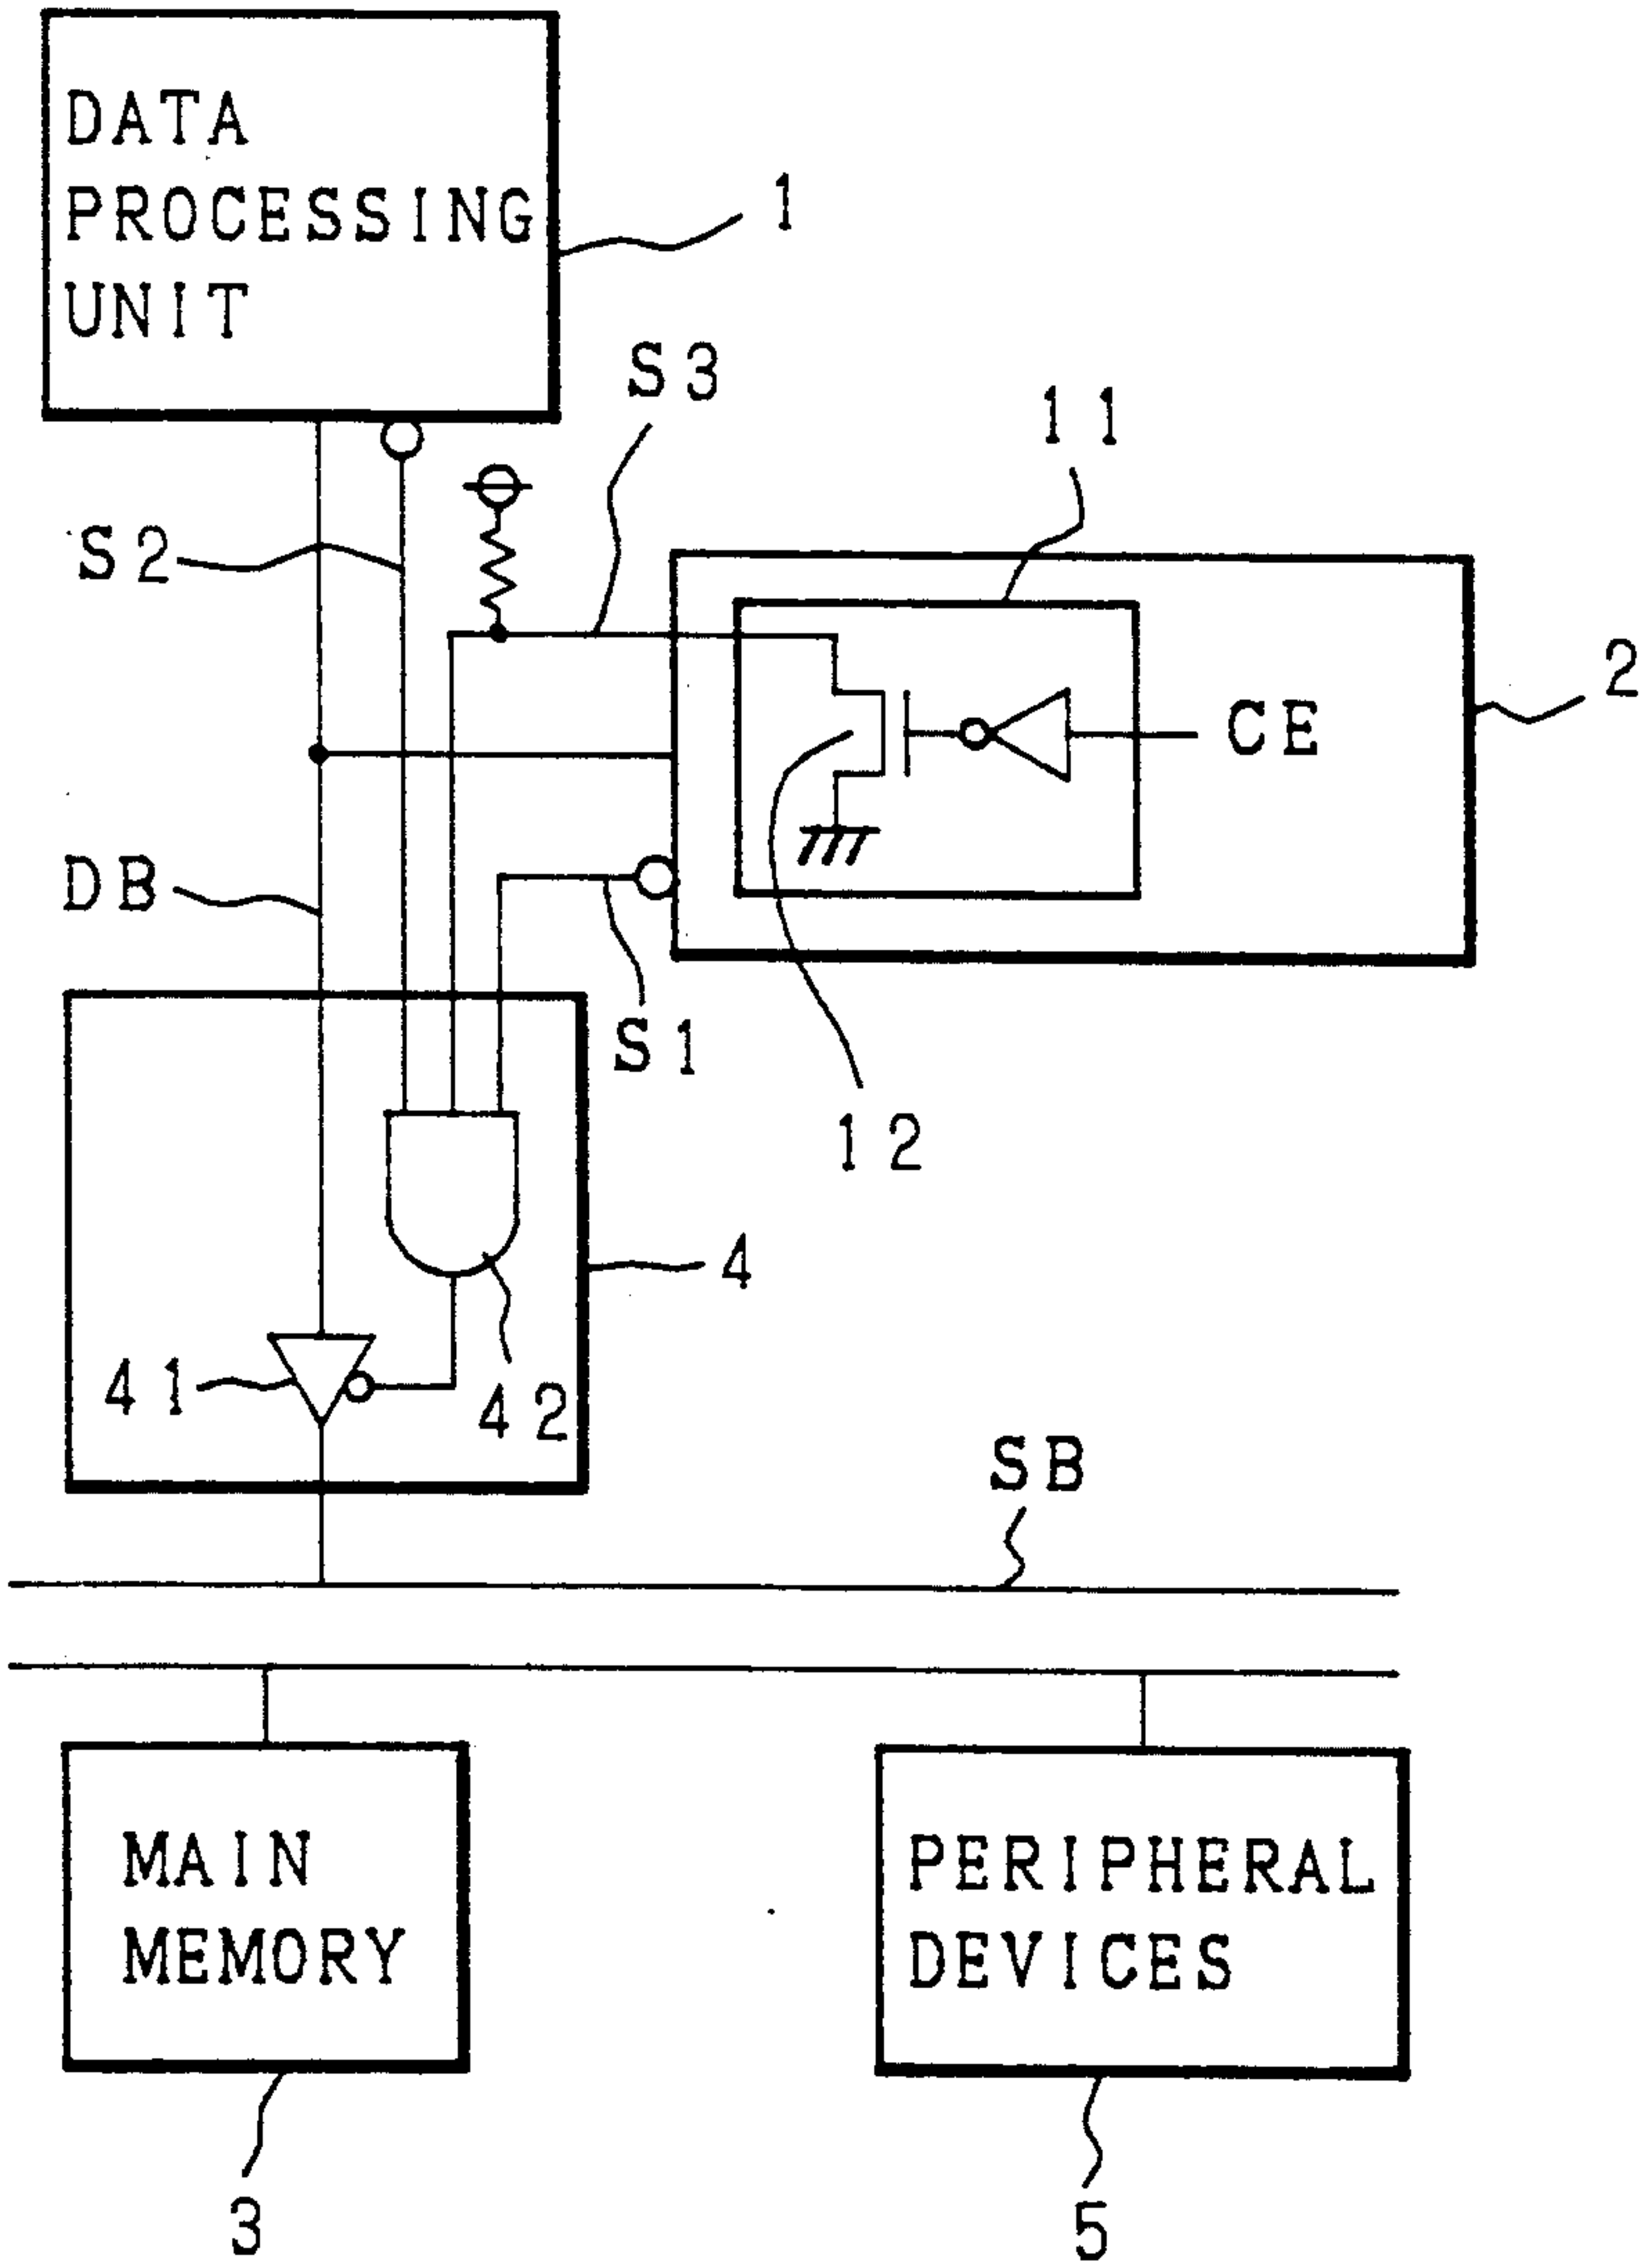 DATA
PROCESSING
UNIT
1
S3
11
S2
2
CE
DB
S1
12
4
41
42
SB
MAIN
MEMORY
PERIPHERAL
DEVICES
3
5